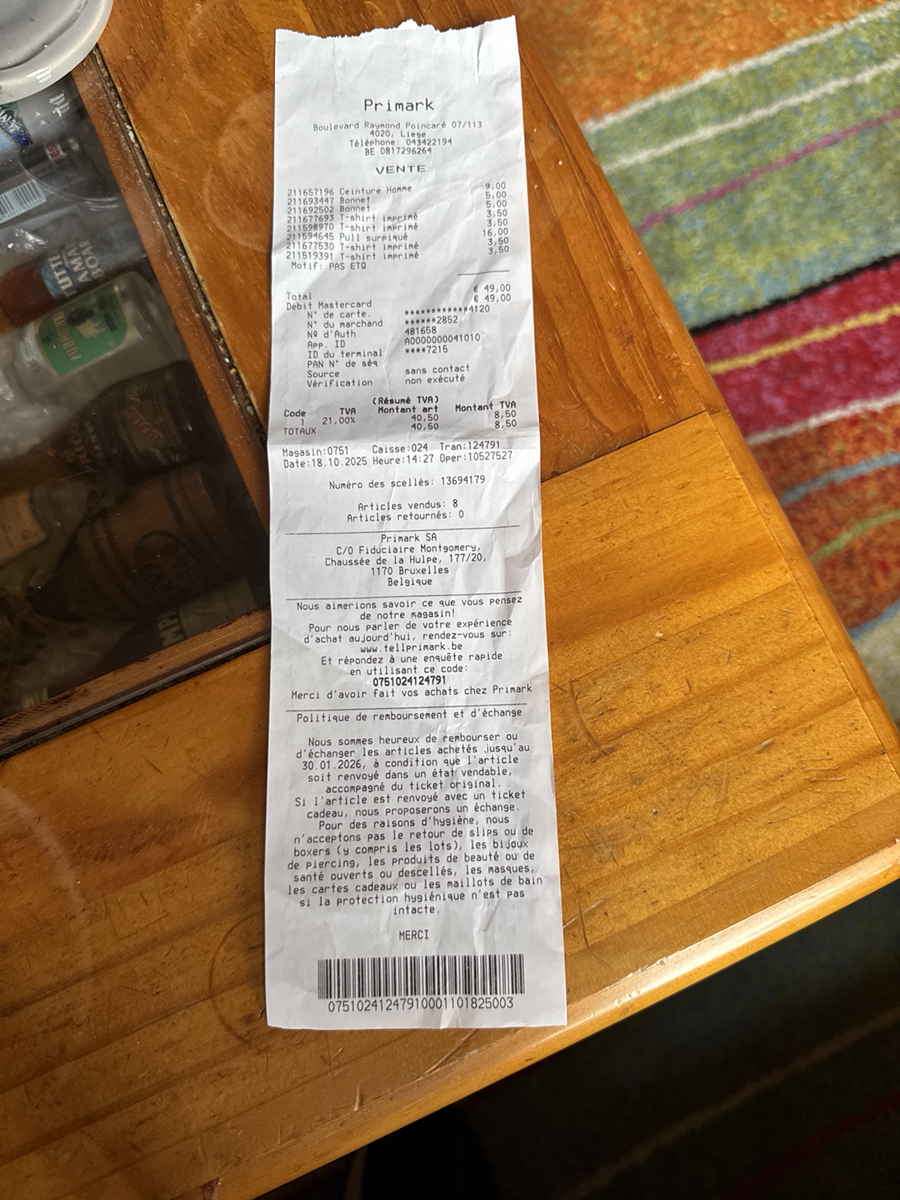 Primark
Boulevard Raymond Poincaré 07/113
4020, Liege
Téléphone: 043422194
BE 0817296264
VENTE
211657196 Ceinture Homme 9,00
211693447 Bonnet 5,00
211692502 Bonnet 5,00
211677693 T-shirt imprimé 3,50
211598970 T-shirt imprimé 3,50
211594645 Pull surpiqué 16,00
211677530 T-shirt imprimé 3,50
211519391 T-shirt imprimé 3,50
Motif: PAS ETQ
Total € 49,00
Debit Mastercard € 49,00
N° de carte. ************4120
N° du marchand ******2852
Nº d'Auth 481658
App. ID A0000000041010
ID du terminal ****7215
PAN N° de séq
Source sans contact
Vérification non exécuté
(Résumé TVA)
Code TVA Montant art Montant TVA
1 21,00% 40,50 8,50
TOTAUX 40,50 8,50
Magasin:0751 Caisse:024 Tran:124791
Date:18.10.2025 Heure:14:27 Oper:10527527
Numéro des scellés: 13694179
Articles vendus: 8
Articles retournés: 0
Primark SA
C/O Fiduciaire Montgomery,
Chaussée de la Hulpe, 177/20,
1170 Bruxelles
Belgique
Nous aimerions savoir ce que vous pensez
de notre magasin!
Pour nous parler de votre expérience
d'achat aujourd'hui, rendez-vous sur:
www.tellprimark.be
Et répondez à une enquête rapide
en utilisant ce code:
0751024124791
Merci d'avoir fait vos achats chez Primark
Politique de remboursement et d'échange
Nous sommes heureux de rembourser ou
d'échanger les articles achetés jusqu'au
30.01.2026, à condition que l'article
soit renvoyé dans un état vendable,
accompagné du ticket original.
Si l'article est renvoyé avec un ticket
cadeau, nous proposerons un échange.
Pour des raisons d'hygiène, nous
n'acceptons pas le retour de slips ou de
boxers (y compris les lots), les bijoux
de piercing, les produits de beauté ou de
santé ouverts ou descellés, les masques,
les cartes cadeaux ou les maillots de bain
si la protection hygiénique n'est pas
intacte.
MERCI
07510241247910001101825003